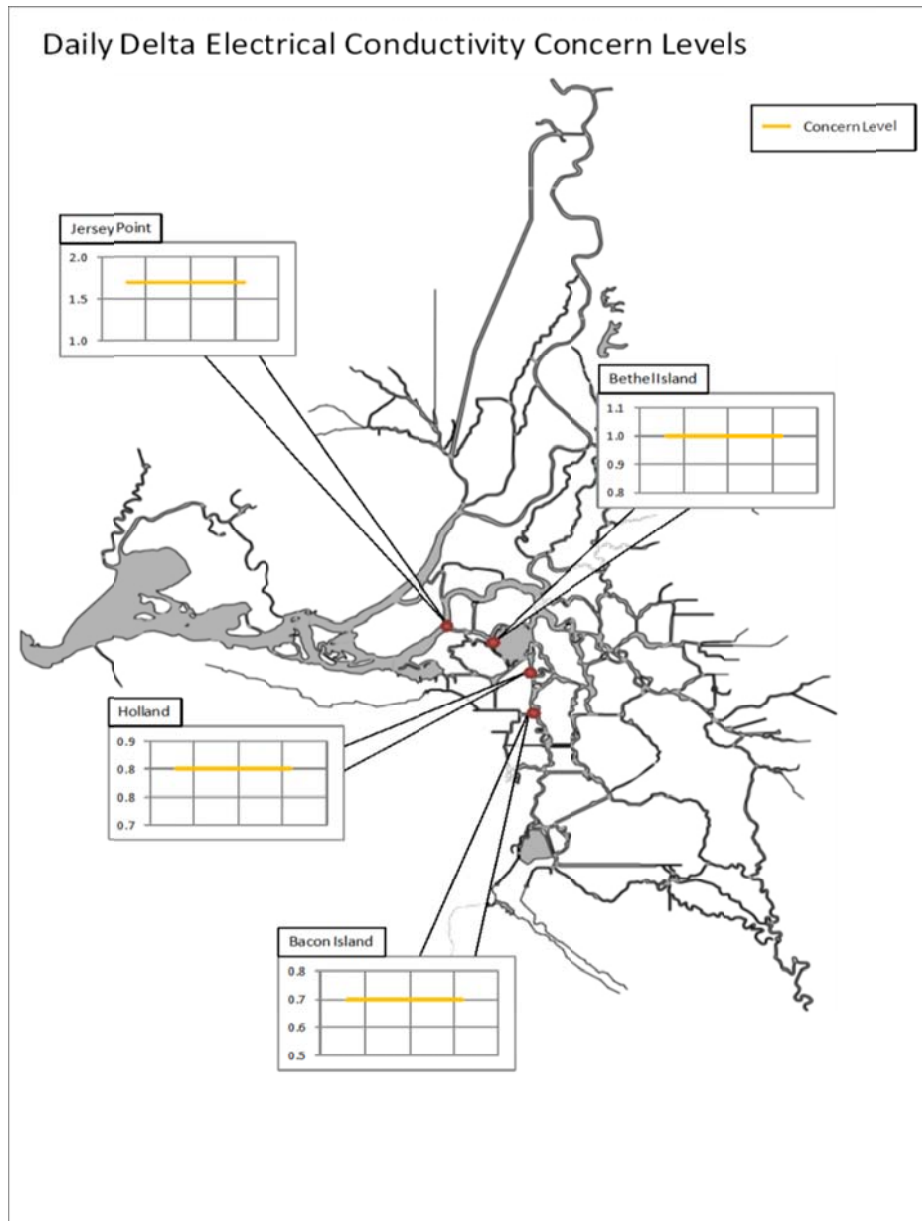 Daily Delta Electrical Conductivity Concern Levels
Concern Level
Jersey Point
2.0
1.5
1.0
Bethel Island
1.1
1.0
0.9
0.8
Holland
0.9
0.8
0.8
0.7
Bacon Island
0.8
0.7
0.6
0.5